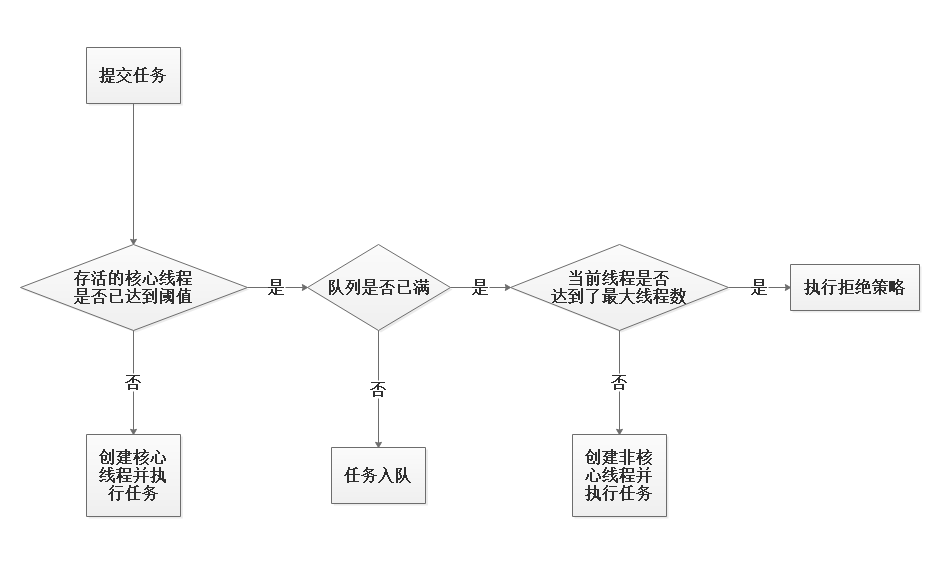 提交任务
存活的核心线程
是否已达到阈值
是
队列是否已满
是
当前线程是否
达到了最大线程数
是
执行拒绝策略
否
否
否
创建核心
线程并执
行任务
任务入队
创建非核
心线程并
执行任务